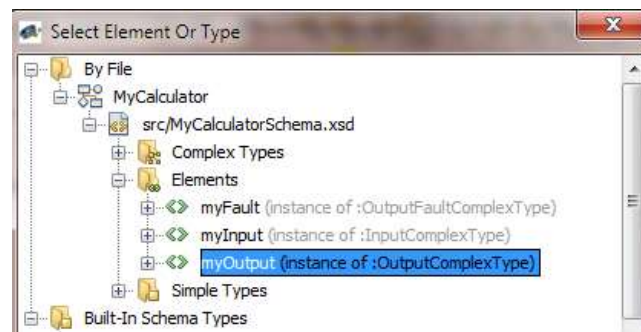 Select Element Or Type
By File
MyCalculator
src/MyCalculatorSchema.xsd
Complex Types
Elements
myFault (instance of :OutputFaultComplexType)
myInput (instance of :InputComplexType)
myOutput (instance of :OutputComplexType)
Simple Types
Built-In Schema Types